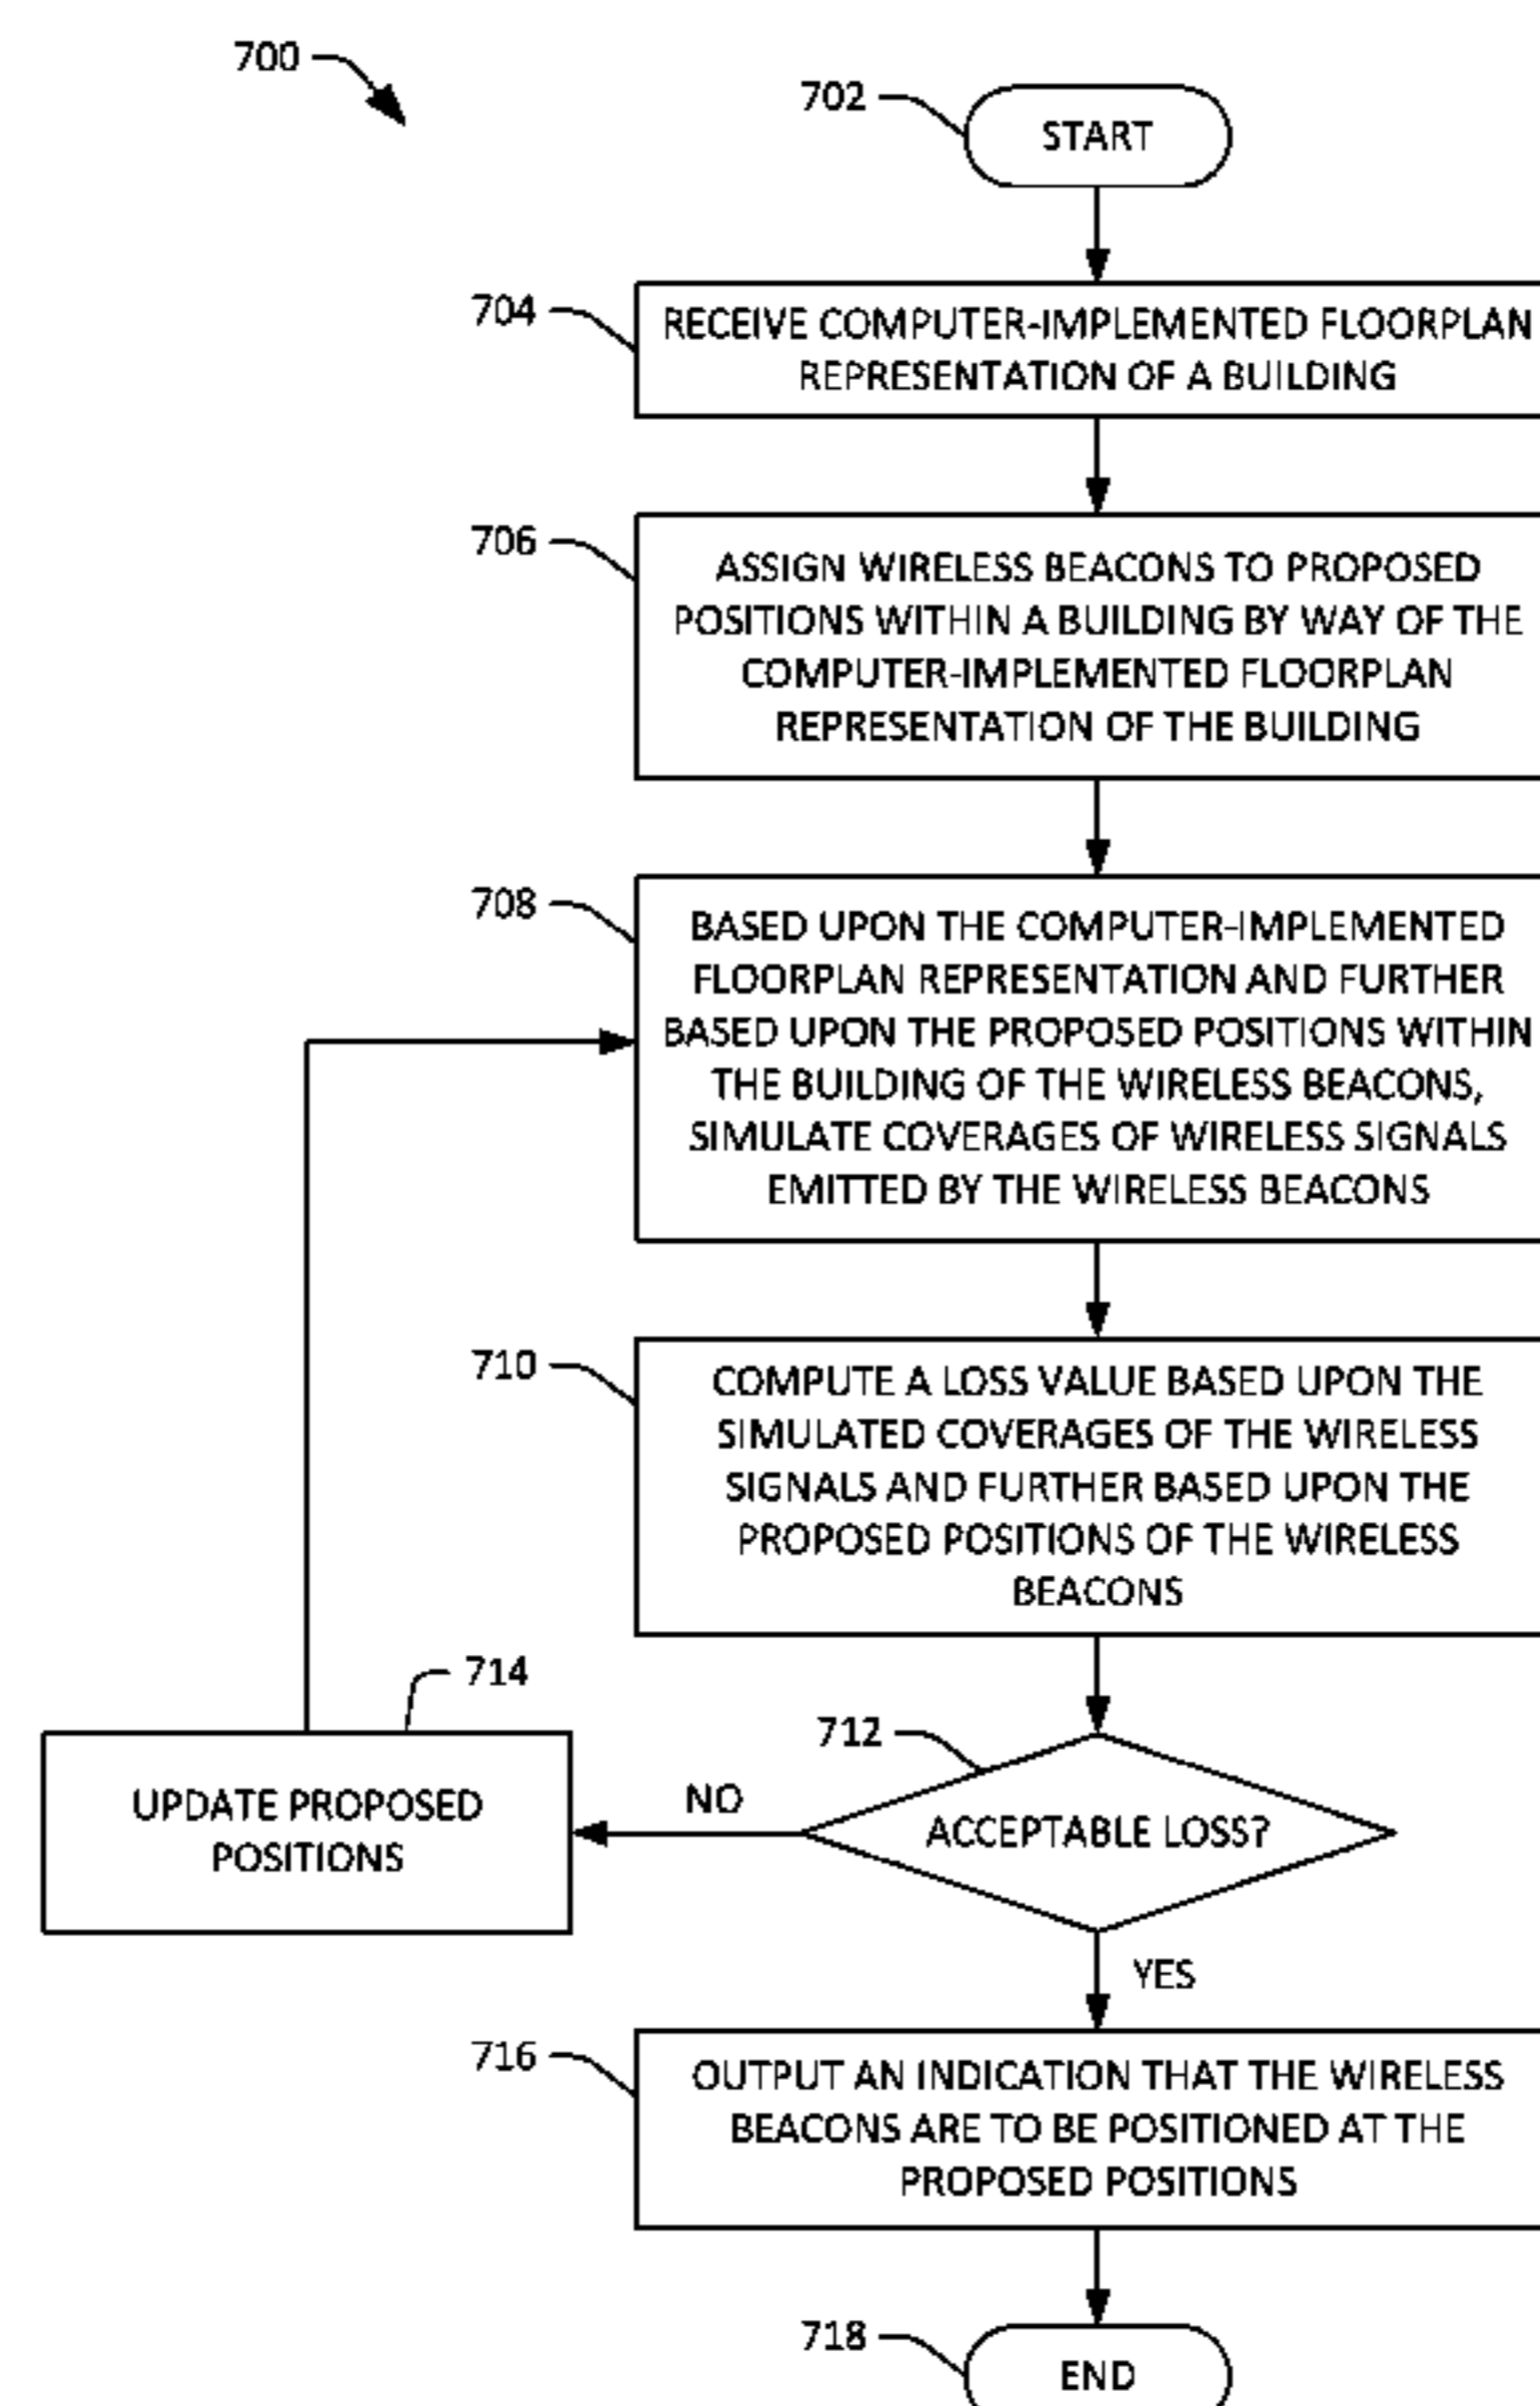 700
702
START
704
RECEIVE COMPUTER-IMPLEMENTED FLOORPLAN
REPRESENTATION OF A BUILDING
706
ASSIGN WIRELESS BEACONS TO PROPOSED
POSITIONS WITHIN A BUILDING BY WAY OF THE
COMPUTER-IMPLEMENTED FLOORPLAN
REPRESENTATION OF THE BUILDING
708
BASED UPON THE COMPUTER-IMPLEMENTED
FLOORPLAN REPRESENTATION AND FURTHER
BASED UPON THE PROPOSED POSITIONS WITHIN
THE BUILDING OF THE WIRELESS BEACONS,
SIMULATE COVERAGES OF WIRELESS SIGNALS
EMITTED BY THE WIRELESS BEACONS
710
COMPUTE A LOSS VALUE BASED UPON THE
SIMULATED COVERAGES OF THE WIRELESS
SIGNALS AND FURTHER BASED UPON THE
PROPOSED POSITIONS OF THE WIRELESS
BEACONS
712
ACCEPTABLE LOSS?
NO
714
UPDATE PROPOSED
POSITIONS
YES
716
OUTPUT AN INDICATION THAT THE WIRELESS
BEACONS ARE TO BE POSITIONED AT THE
PROPOSED POSITIONS
718
END